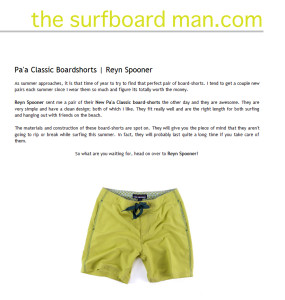 the surfboard man.com
Pa'a Classic Boardshorts | Reyn Spooner
As summer approaches, it is that time of year to try to find that perfect pair of board-shorts. I tend to get a couple new
pairs each summer since I wear them so much and figure its totally worth the money.
Reyn Spooner sent me a pair of their New Pa'a Classic board-shorts the other day and they are awesome. They are
very simple and have a clean design; both of which I like. They fit really well and are the right length for both surfing
and hanging out with friends on the beach.
The materials and construction of these board-shorts are spot on. They will give you the piece of mind that they aren't
going to rip or break while surfing this summer. In fact, they will probably last quite a long time if you take care
of them.
So what are you waiting for, head on over to Reyn Spooner!